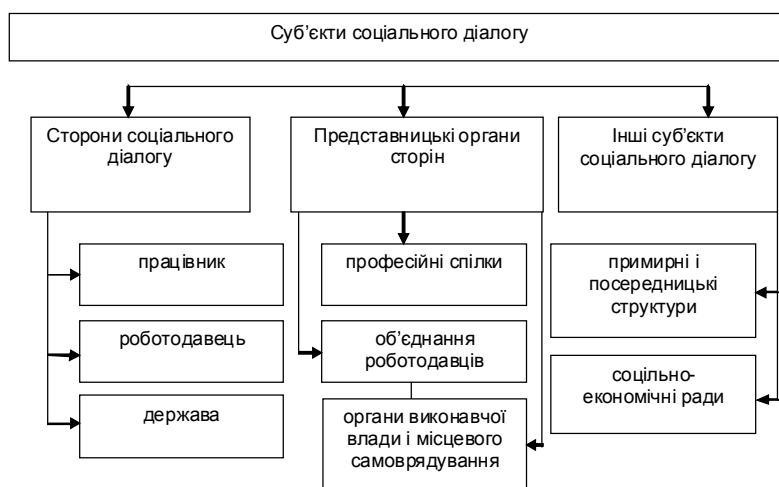 Суб’єкти соціального діалогу
Сторони соціального
діалогу
Представницькі органи
сторін
Інші суб’єкти
соціального діалогу
працівник
роботодавець
держава
професійні спілки
об’єднання
роботодавців
органи виконавчої
влади і місцевого
самоврядування
примирні і
посередницькі
структури
соцільно-
економічні ради